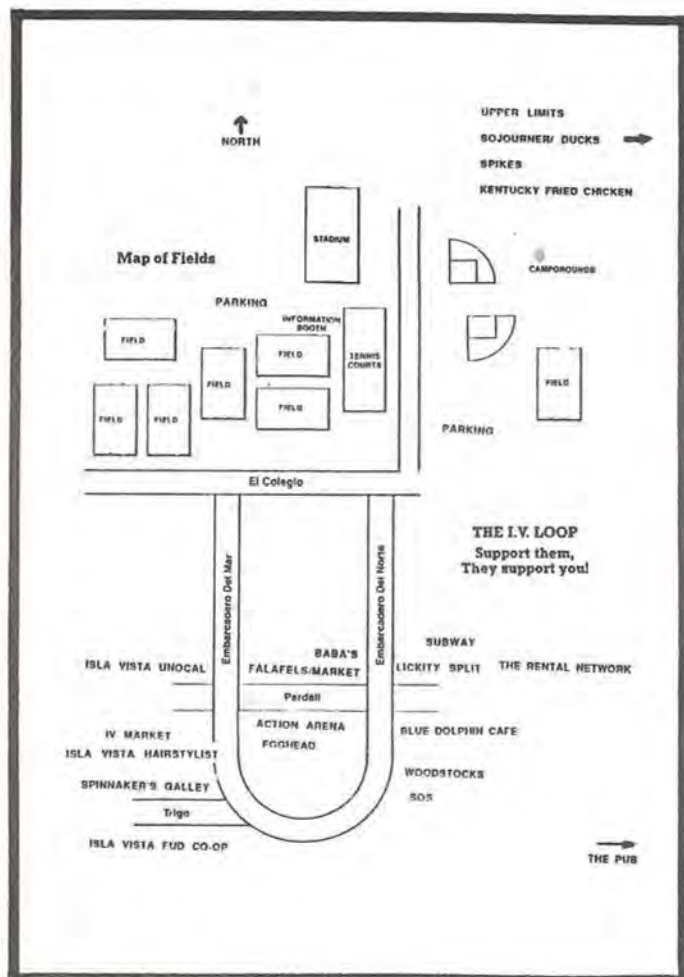 NORTH
UPPER LIMITS
SOJOURNER/ DUCKS
SPIKES
KENTUCKY FRIED CHICKEN
STADIUM
Map of Fields
CAMPGROUNDS
PARKING
INFORMATION
BOOTH
FIELD
FIELD
FIELD
TENNIS
COURTS
FIELD
FIELD
FIELD
FIELD
FIELD
PARKING
El Colegio
THE I.V. LOOP
Support them,
They support you!
Embarcadero Del Mar
Embarcadero Del Norte
SUBWAY
BABA'S
ISLA VISTA UNOCAL
FALAFELS/MARKET
LICKITY SPLIT
THE RENTAL NETWORK
Pardall
IV MARKET
ACTION ARENA
BLUE DOLPHIN CAFE
ISLA VISTA HAIRSTYLIST
EGGHEAD
WOODSTOCKS
SPINNAKER'S GALLEY
SOS
Trigo
ISLA VISTA FUD CO-OP
THE PUB